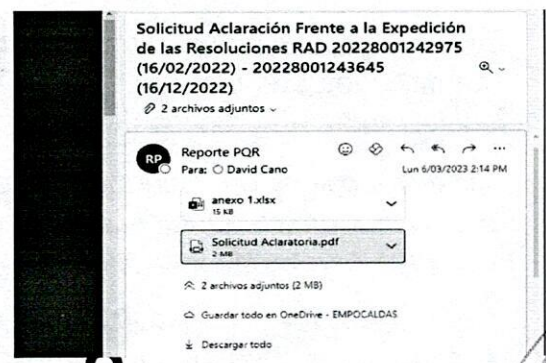 Solicitud Aclaración Frente a la Expedición
de las Resoluciones RAD 20228001242975
(16/02/2022) - 20228001243645
(16/12/2022)
2 archivos adjuntos
RP
Reporte PQR
Para: David Cano
Lun 6/03/2023 2:14 PM
anexo 1.xlsx
15 KB
Solicitud Aclaratoria.pdf
2 MB
2 archivos adjuntos (2 MB)
Guardar todo en OneDrive - EMPOCALDAS
Descargar todo